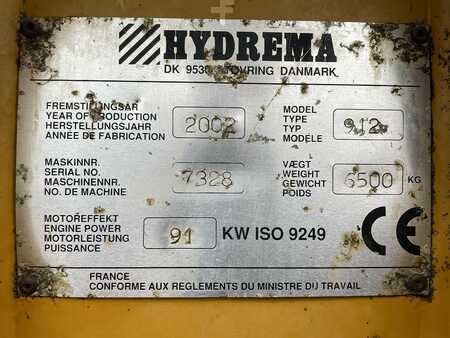 HYDREMA
DK 9530 STØVRING DANMARK
FREMSTILLINGSÅR
YEAR OF PRODUCTION
HERSTELLUNGSJAHR
ANNÉE DE FABRICATION
2002
MODEL
TYPE
TYP
MODÉLE
912
MASKINNR.
SERIAL NO.
MASCHINENNR.
NO. DE MACHINE
7328
VÆGT
WEIGHT
GEWICHT
POIDS
6500 KG
MOTOREFFEKT
ENGINE POWER
MOTORLEISTUNG
PUISSANCE
91 KW ISO 9249
CE
FRANCE
CONFORME AUX REGLEMENTS DU MINISTRE DU TRAVAIL